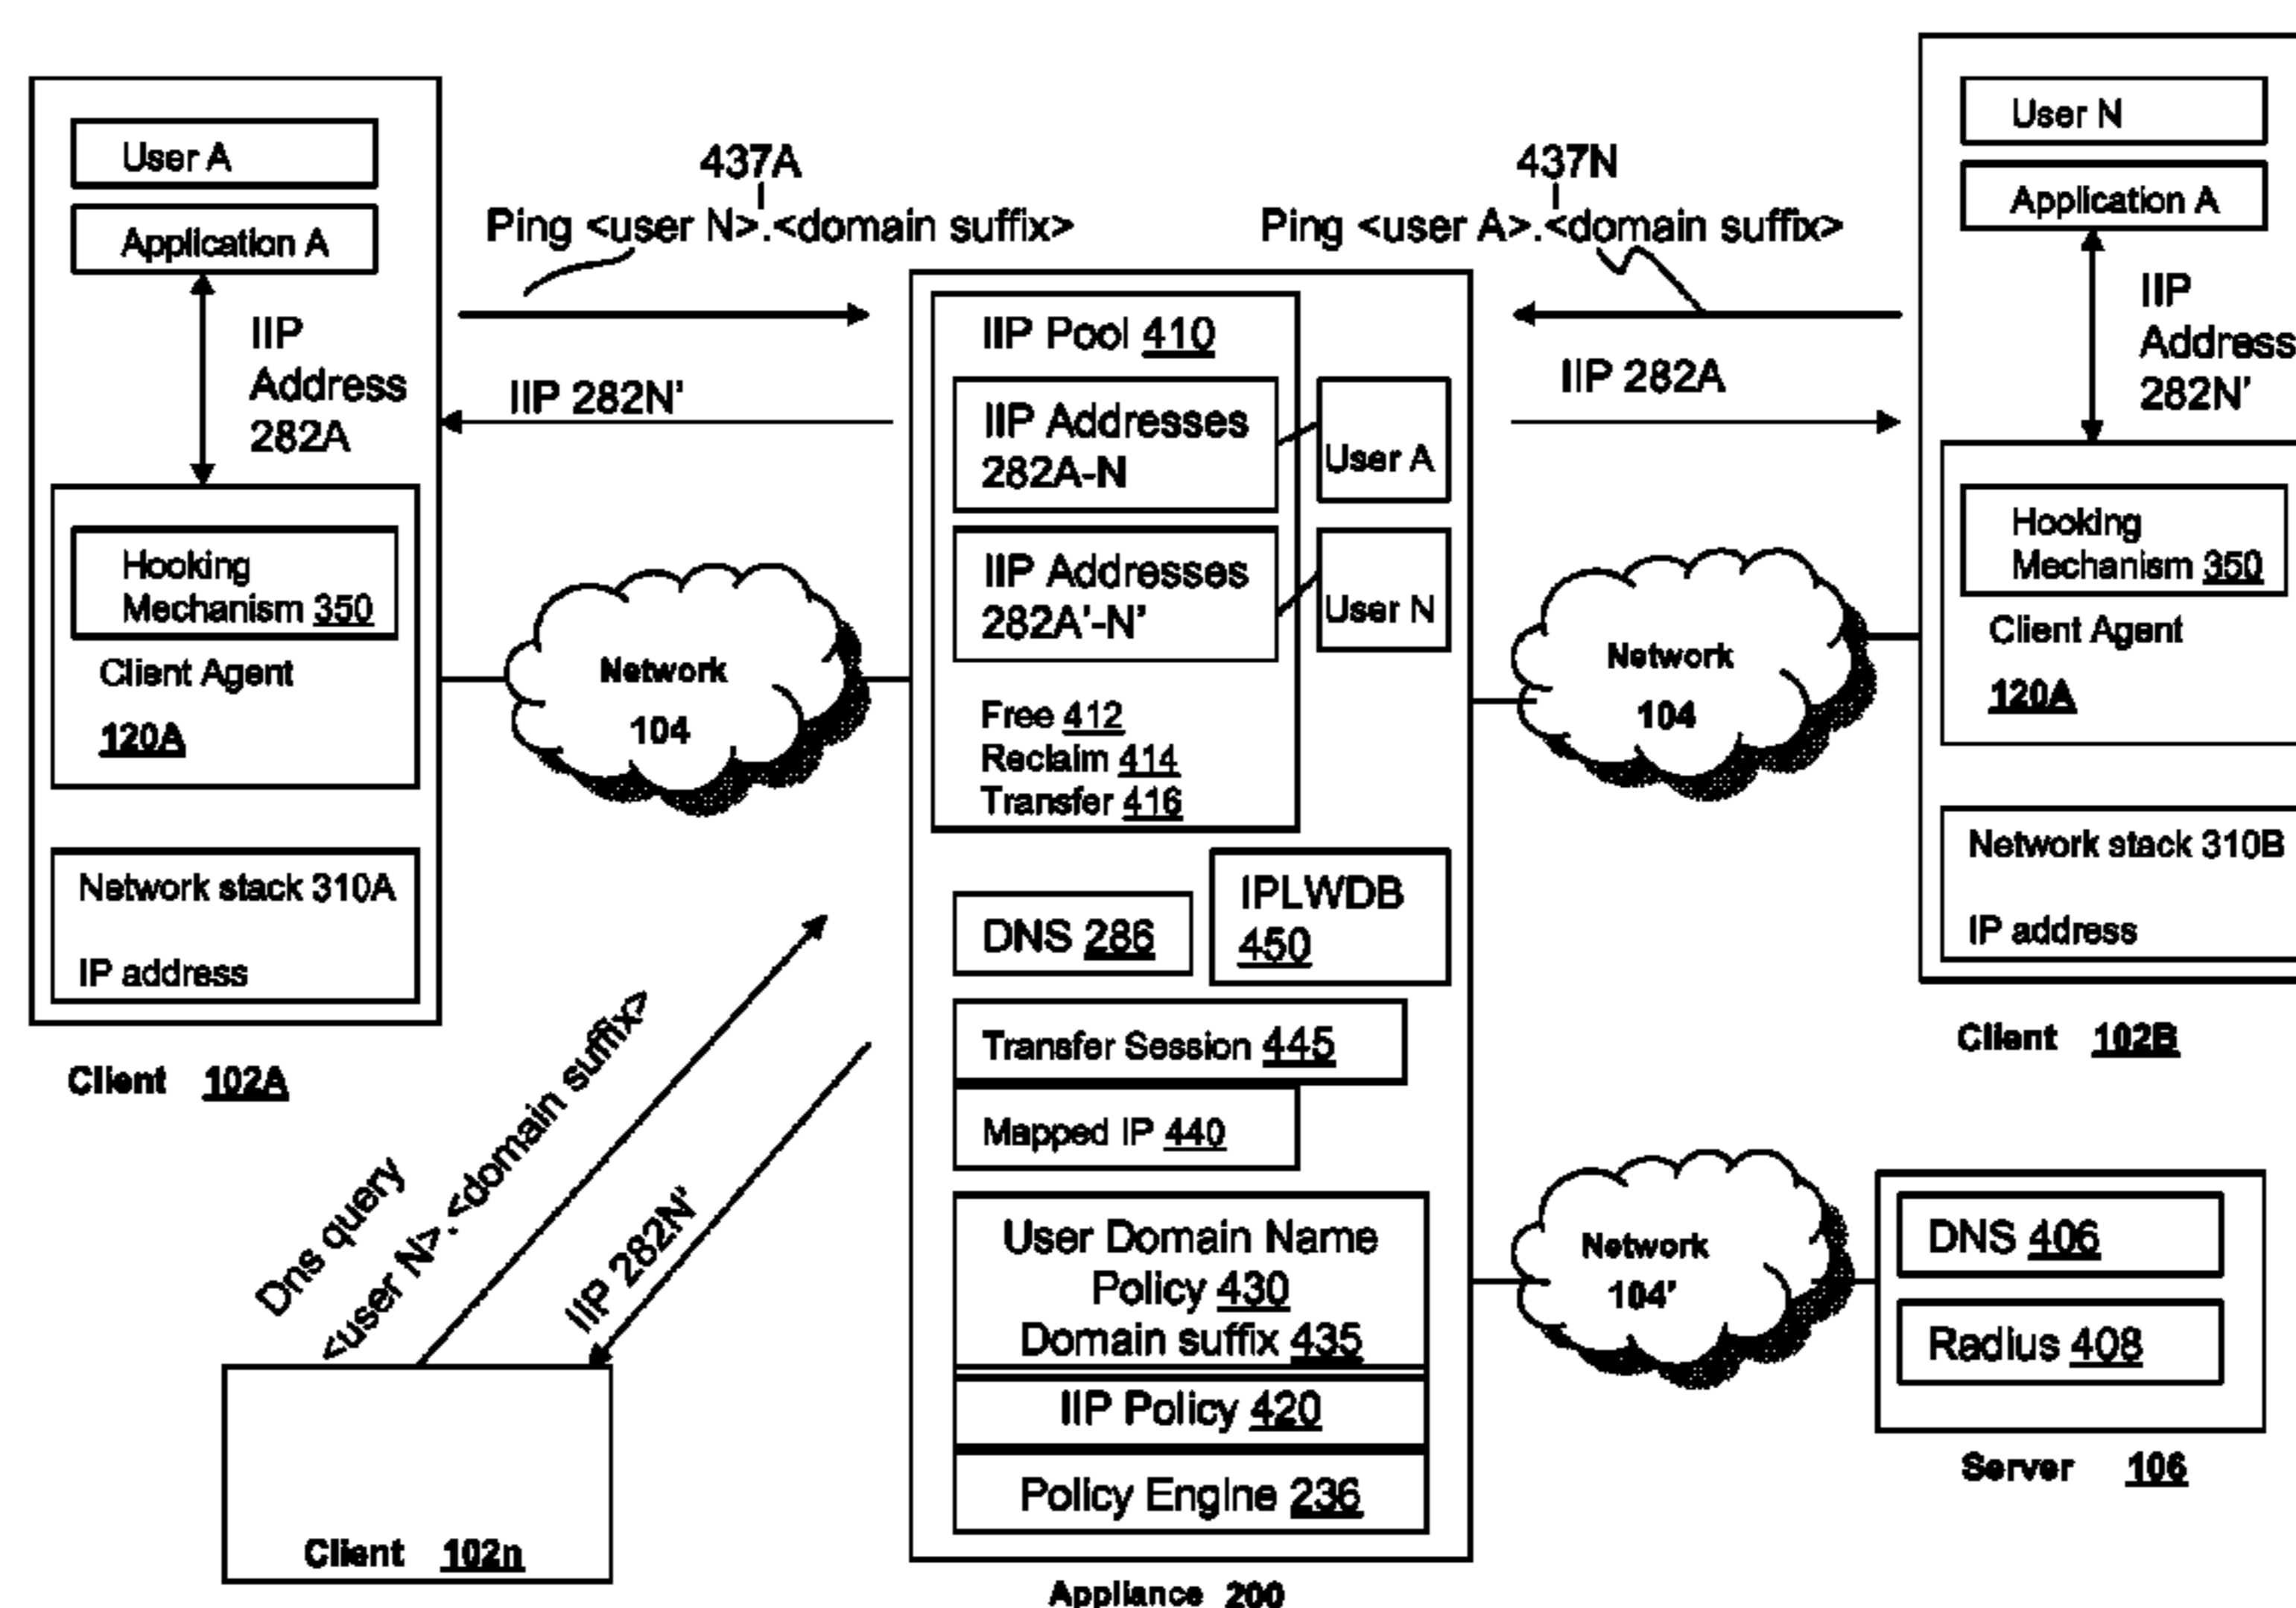 User A
Application A
IIP
Address
282A
Hooking
Mechanism 350
Client Agent
120A
Network stack 310A
IP address
Client 102A
437A
Ping <user N>.<domain suffix>
IIP 282N'
Network
104
437N
Ping <user A>.<domain suffix>
IIP 282A
IIP Pool 410
IIP Addresses
282A-N
User A
IIP Addresses
282A'-N'
User N
Free 412
Reclaim 414
Transfer 416
DNS 286
IPLWDB
450
Transfer Session 445
Mapped IP 440
User Domain Name
Policy 430
Domain suffix 435
IIP Policy 420
Policy Engine 236
Appliance 200
Network
104
User N
Application A
IIP
Address
282N'
Hooking
Mechanism 350
Client Agent
120A
Network stack 310B
IP address
Client 102B
Dns query
<user N>.<domain suffix>
IIP 282N'
Client 102n
Network
104'
DNS 406
Radius 408
Server 106